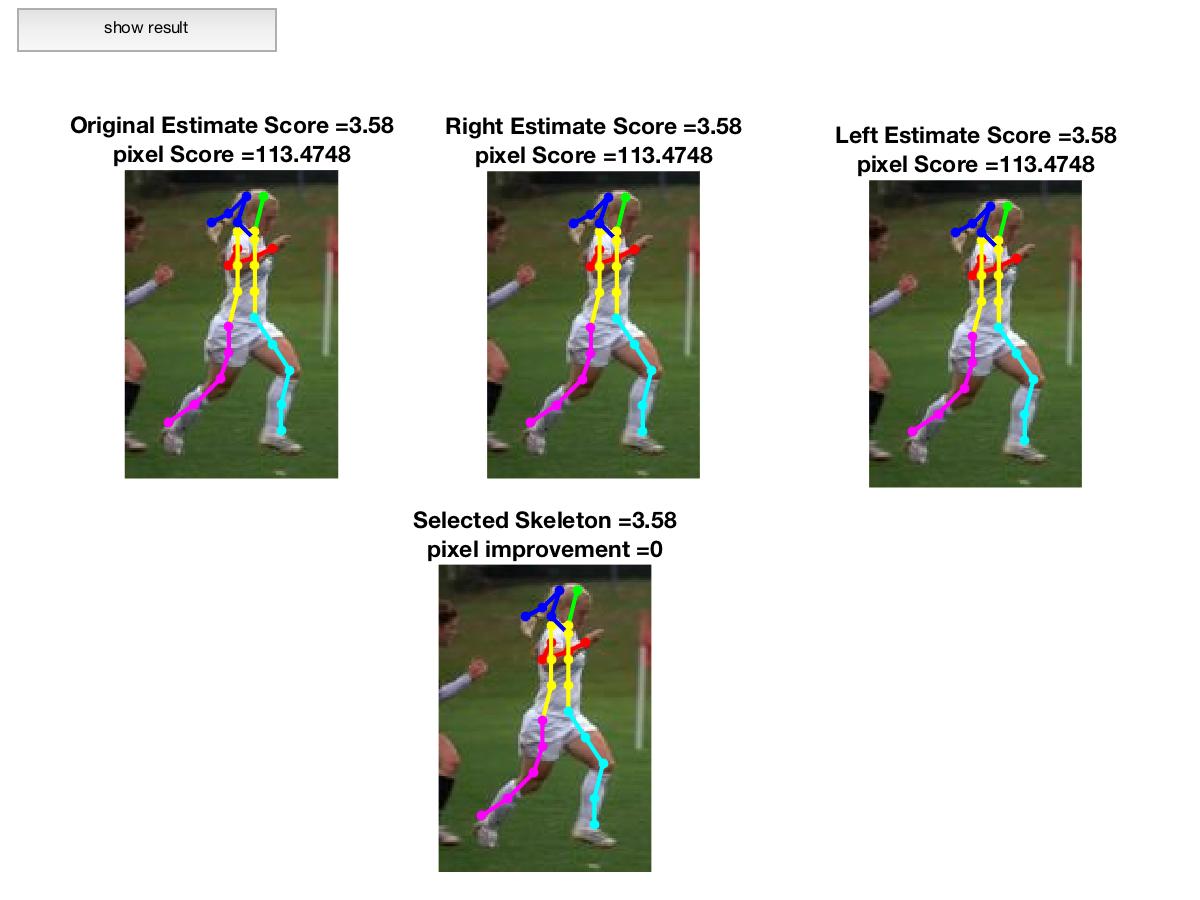 show result
Original Estimate Score =3.58
pixel Score =113.4748
Right Estimate Score =3.58
pixel Score =113.4748
Left Estimate Score =3.58
pixel Score =113.4748
Selected Skeleton =3.58
pixel improvement =0